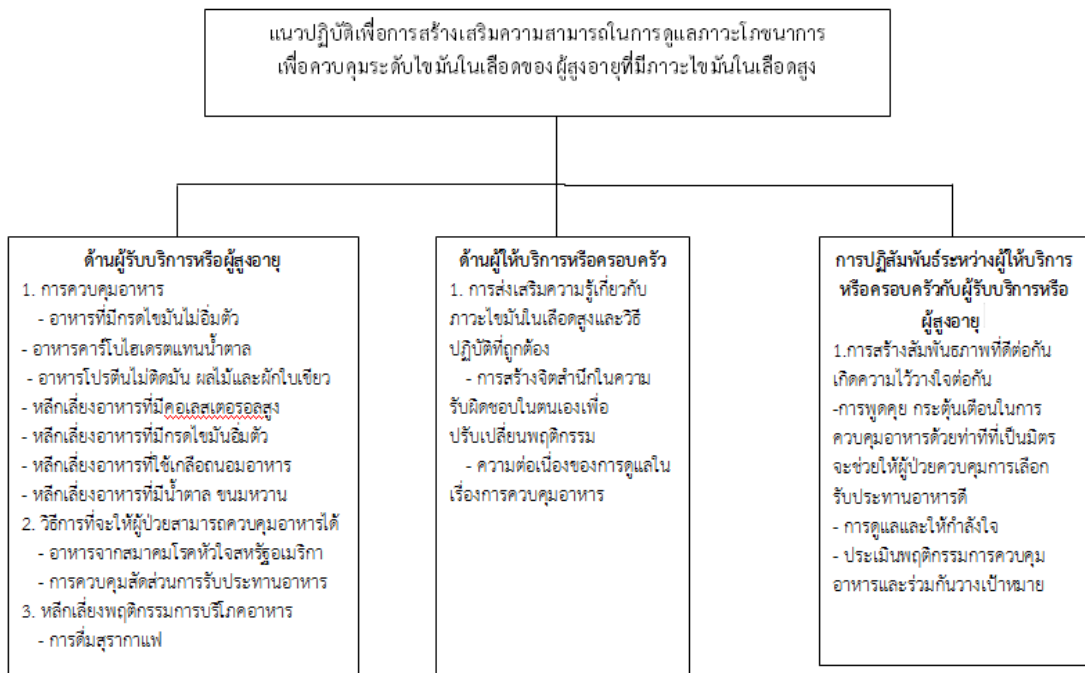 แนวปฏิบัติเพื่อการสร้างเสริมความสามารถในการดูแลภาวะโภชนาการ
เพื่อควบคุมระดับไขมันในเลือดของผู้สูงอายุที่มีภาวะไขมันในเลือดสูง
ด้านผู้รับบริการหรือผู้สูงอายุ
1. การควบคุมอาหาร
- อาหารที่มีกรดไขมันไม่อิ่มตัว
- อาหารคาร์โบไฮเดรตแทนน้ำตาล
- อาหารโปรตีนไม่ติดมัน ผลไม้และผักใบเขียว
- หลีกเลี่ยงอาหารที่มีคอเลสเตอรอลสูง
- หลีกเลี่ยงอาหารที่มีกรดไขมันอิ่มตัว
- หลีกเลี่ยงอาหารที่ใช้เกลือถนอมอาหาร
- หลีกเลี่ยงอาหารที่มีน้ำตาล ขนมหวาน
2. วิธีการที่จะให้ผู้ป่วยสามารถควบคุมอาหารได้
- อาหารจากสมาคมโรคหัวใจสหรัฐอเมริกา
- การควบคุมสัดส่วนการรับประทานอาหาร
3. หลีกเลี่ยงพฤติกรรมการบริโภคอาหาร
- การดื่มสุรากาแฟ
ด้านผู้ให้บริการหรือครอบครัว
1. การส่งเสริมความรู้เกี่ยวกับ
ภาวะไขมันในเลือดสูงและวิธี
ปฏิบัติที่ถูกต้อง
- การสร้างจิตสำนึกในความ
รับผิดชอบในตนเองเพื่อ
ปรับเปลี่ยนพฤติกรรม
- ความต่อเนื่องของการดูแลใน
เรื่องการควบคุมอาหาร
การปฏิสัมพันธ์ระหว่างผู้ให้บริการ
หรือครอบครัวกับผู้รับบริการหรือ
ผู้สูงอายุ
1.การสร้างสัมพันธภาพที่ดีต่อกัน
เกิดความไว้วางใจต่อกัน
-การพูดคุย กระตุ้นเตือนในการ
ควบคุมอาหารด้วยท่าทีที่เป็นมิตร
จะช่วยให้ผู้ป่วยควบคุมการเลือก
รับประทานอาหารดี
- การดูแลและให้กำลังใจ
- ประเมินพฤติกรรมการควบคุม
อาหารและร่วมกันวางเป้าหมาย